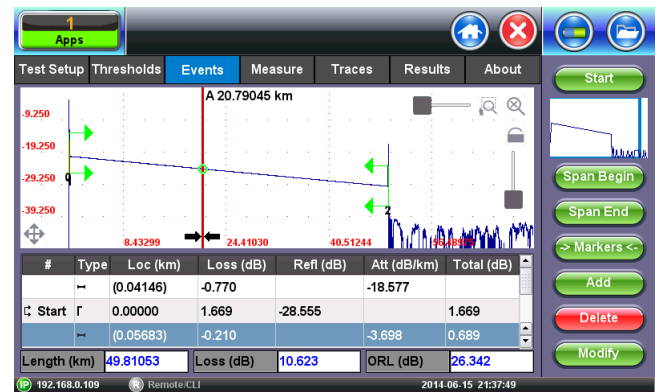 1
Apps
Test Setup Thresholds Events Measure Traces Results About
Start
A 20.79045 km
-9.250
-19.250
-29.250
-39.250
2
8.43299 24.41030 40.51244
Span Begin
Span End
-> Markers <-
Add
Delete
Modify
# Type Loc (km) Loss (dB) Refl (dB) Att (dB/km) Total (dB)
(0.04146) -0.770 -18.577
Start 0.00000 1.669 -28.555 1.669
(0.05683) -0.210 -3.698 0.689
Length (km) 49.81053 Loss (dB) 10.623 ORL (dB) 26.342
IP 192.168.0.109 R Remote/CLI 2014-06-15 21:37:49